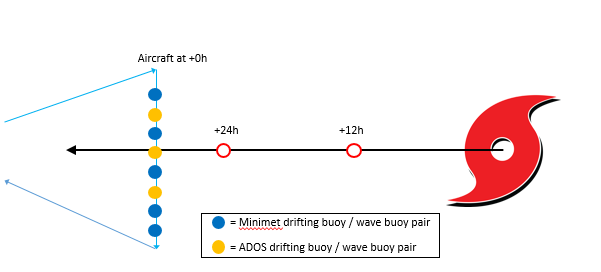 Aircraft at +0h
+24h
+12h
= Minimet drifting buoy / wave buoy pair
= ADOS drifting buoy / wave buoy pair